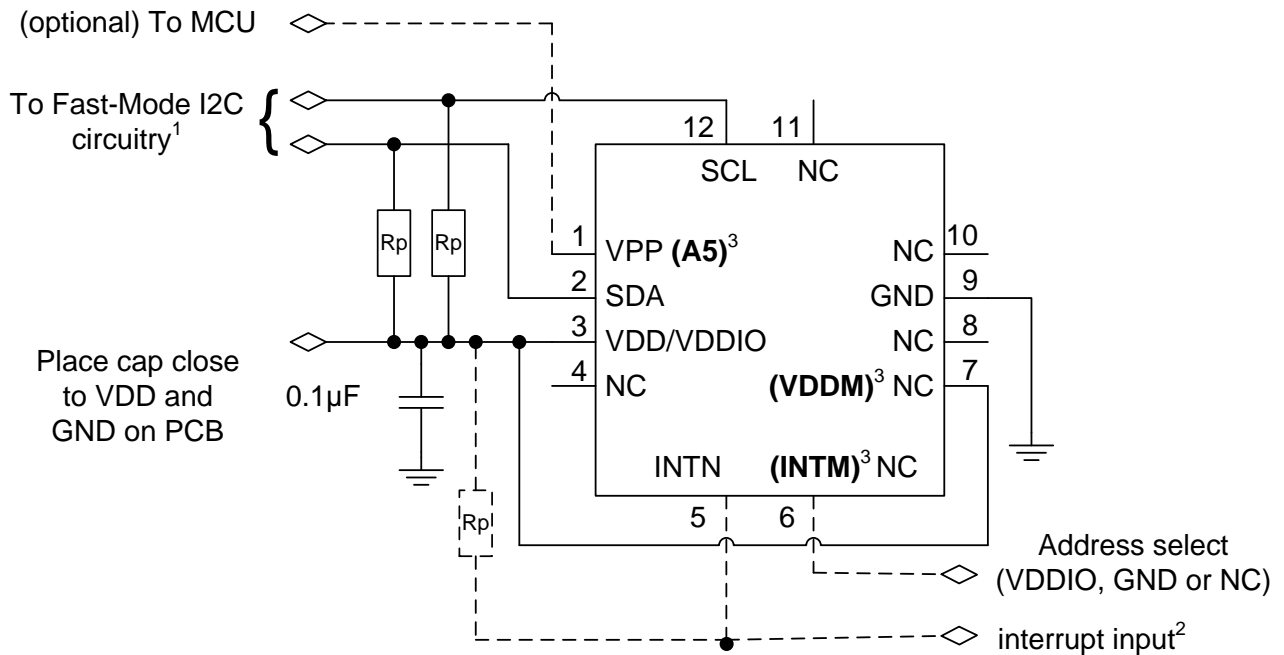 (optional) To MCU
To Fast-Mode I2C
circuitry¹
{
12
11
SCL
NC
Rp
Rp
1
VPP (A5)³
NC
10
2
SDA
GND
9
3
VDD/VDDIO
NC
8
4
NC
(VDDM)³ NC
7
Place cap close
to VDD and
GND on PCB
0.1µF
INTN
(INTM)³ NC
Rp
5
6
Address select
(VDDIO, GND or NC)
interrupt input²